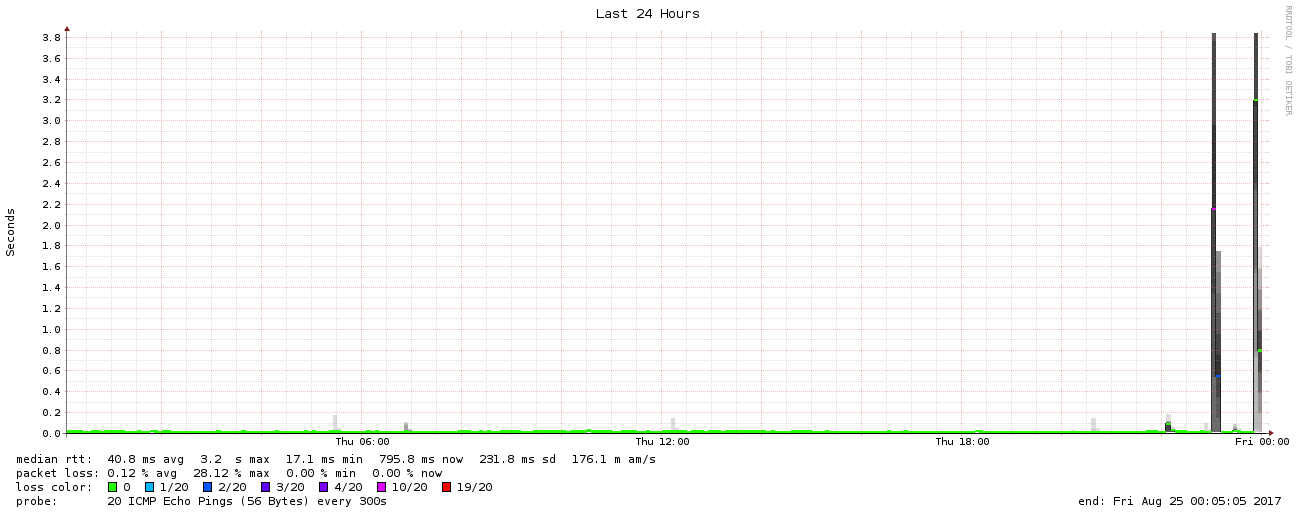 Last 24 Hours
RRDTOOL / TOBI OETIKER
Seconds
3.8
3.6
3.4
3.2
3.0
2.8
2.6
2.4
2.2
2.0
1.8
1.6
1.4
1.2
1.0
0.8
0.6
0.4
0.2
0.0
Thu 06:00 Thu 12:00 Thu 18:00 Fri 00:00
median rtt: 40.8 ms avg 3.2 s max 17.1 ms min 795.8 ms now 231.8 ms sd 176.1 m am/s
packet loss: 0.12 % avg 28.12 % max 0.00 % min 0.00 % now
loss color: 0 1/20 2/20 3/20 4/20 10/20 19/20
probe: 20 ICMP Echo Pings (56 Bytes) every 300s end: Fri Aug 25 00:05:05 2017